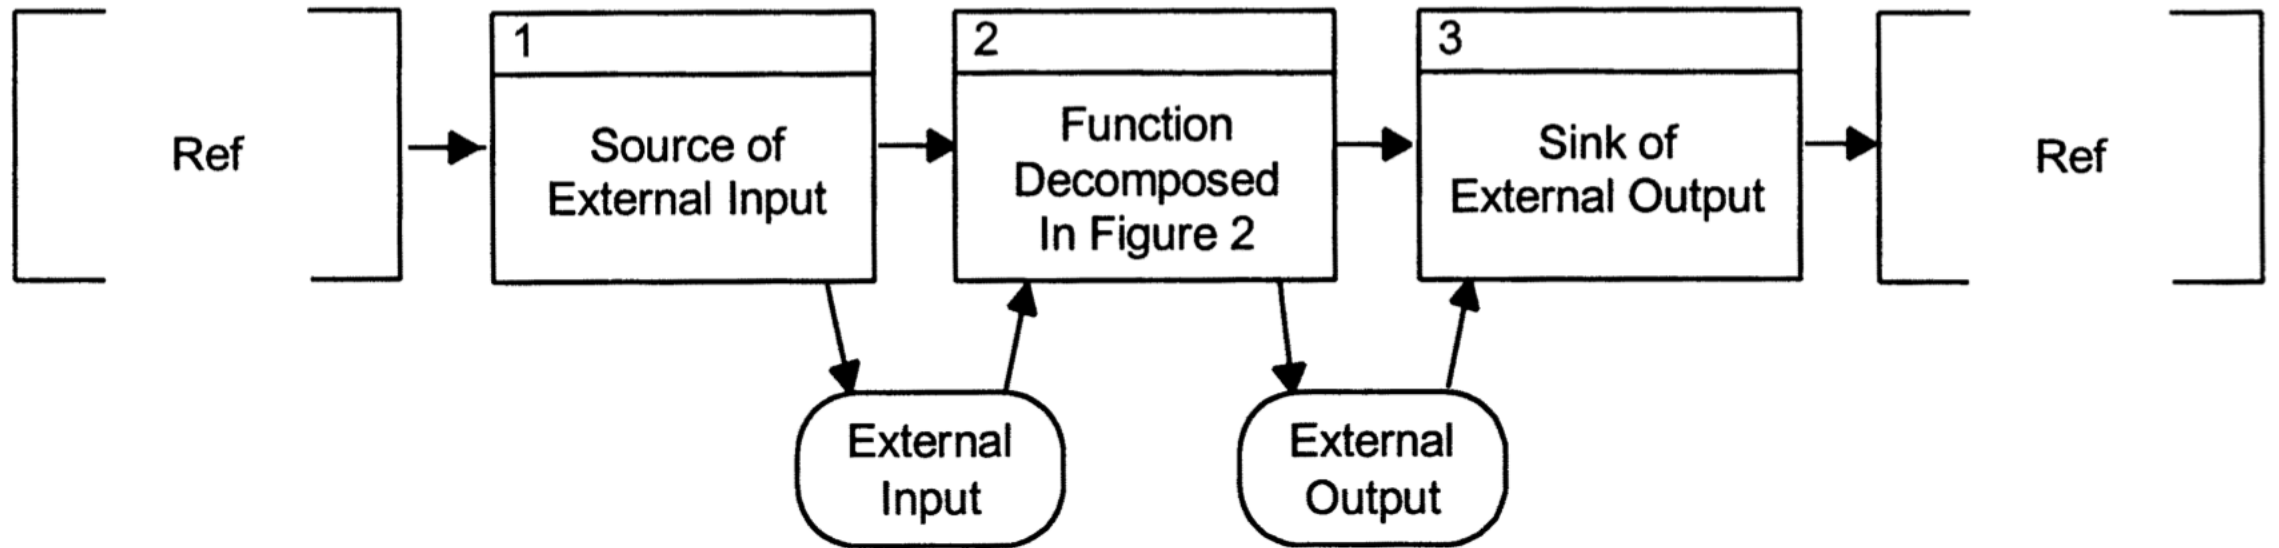 Ref
1
Source of
External Input
2
Function
Decomposed
In Figure 2
3
Sink of
External Output
Ref
External
Input
External
Output